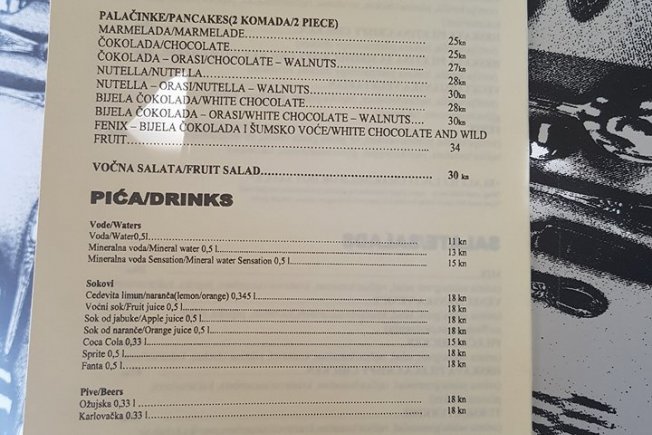 PALAČINKE/PANCAKES(2 KOMADA/2 PIECE)
MARMELADA/MARMELADE 25kn
ČOKOLADA/CHOCOLATE 25kn
ČOKOLADA – ORASI/CHOCOLATE – WALNUTS 27kn
NUTELLA/NUTELLA 28kn
NUTELLA – ORASI/NUTELLA – WALNUTS 30kn
BIJELA ČOKOLADA/WHITE CHOCOLATE 28kn
BIJELA ČOKOLADA – ORASI/WHITE CHOCOLATE – WALNUTS 30kn
FENIX – BIJELA ČOKOLADA I ŠUMSKO VOĆE/WHITE CHOCOLATE AND WILD
FRUIT 34
VOČNA SALATA/FRUIT SALAD 30 kn
PIĆA/DRINKS
Vode/Waters
Voda/Water0,5l 11 kn
Mineralna voda/Mineral water 0,5 l 13 kn
Mineralna voda Sensation/Mineral water Sensation 0,5 l 15 kn
Sokovi
Cedevita limun/naranča(lemon/orange) 0,345 l 18 kn
Voćni sok/Fruit juice 0,5 l 18 kn
Sok od jabuke/Apple juice 0,5 l 18 kn
Sok od naranče/Orange juice 0,5 l 18 kn
Coca Cola 0,33 l 15 kn
Sprite 0,5 l 18 kn
Fanta 0,5 l 18 kn
Pive/Beers
Ožujska 0,33 l 18 kn
Karlovačka 0.33 l 18 kn